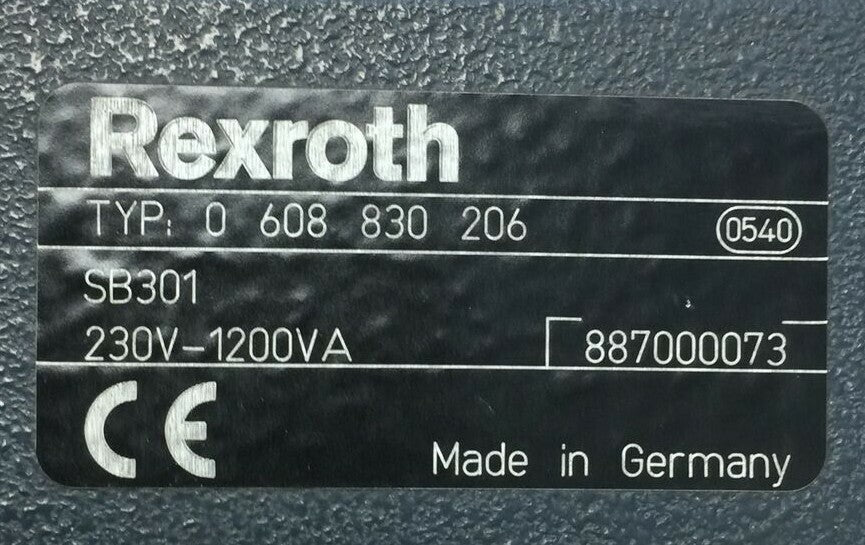 Rexroth
TYP: 0 608 830 206 0540
SB301
230V-1200VA 887000073
CE Made in Germany